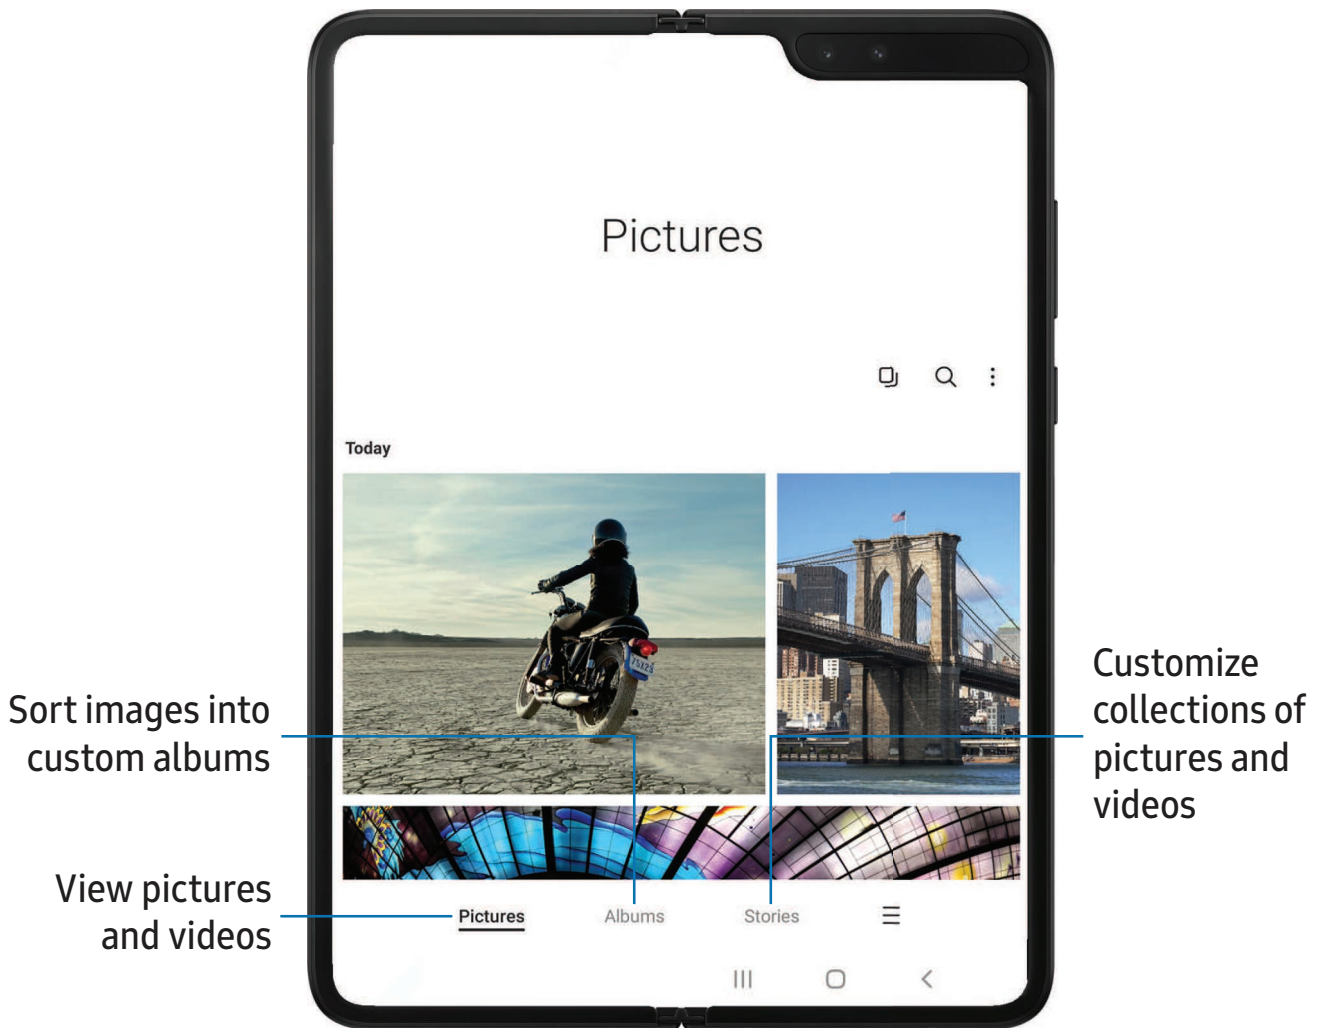 Pictures
Today
75X25
Sort images into
custom albums
Customize
collections of
pictures and
videos
View pictures
and videos
Pictures
Albums
Stories